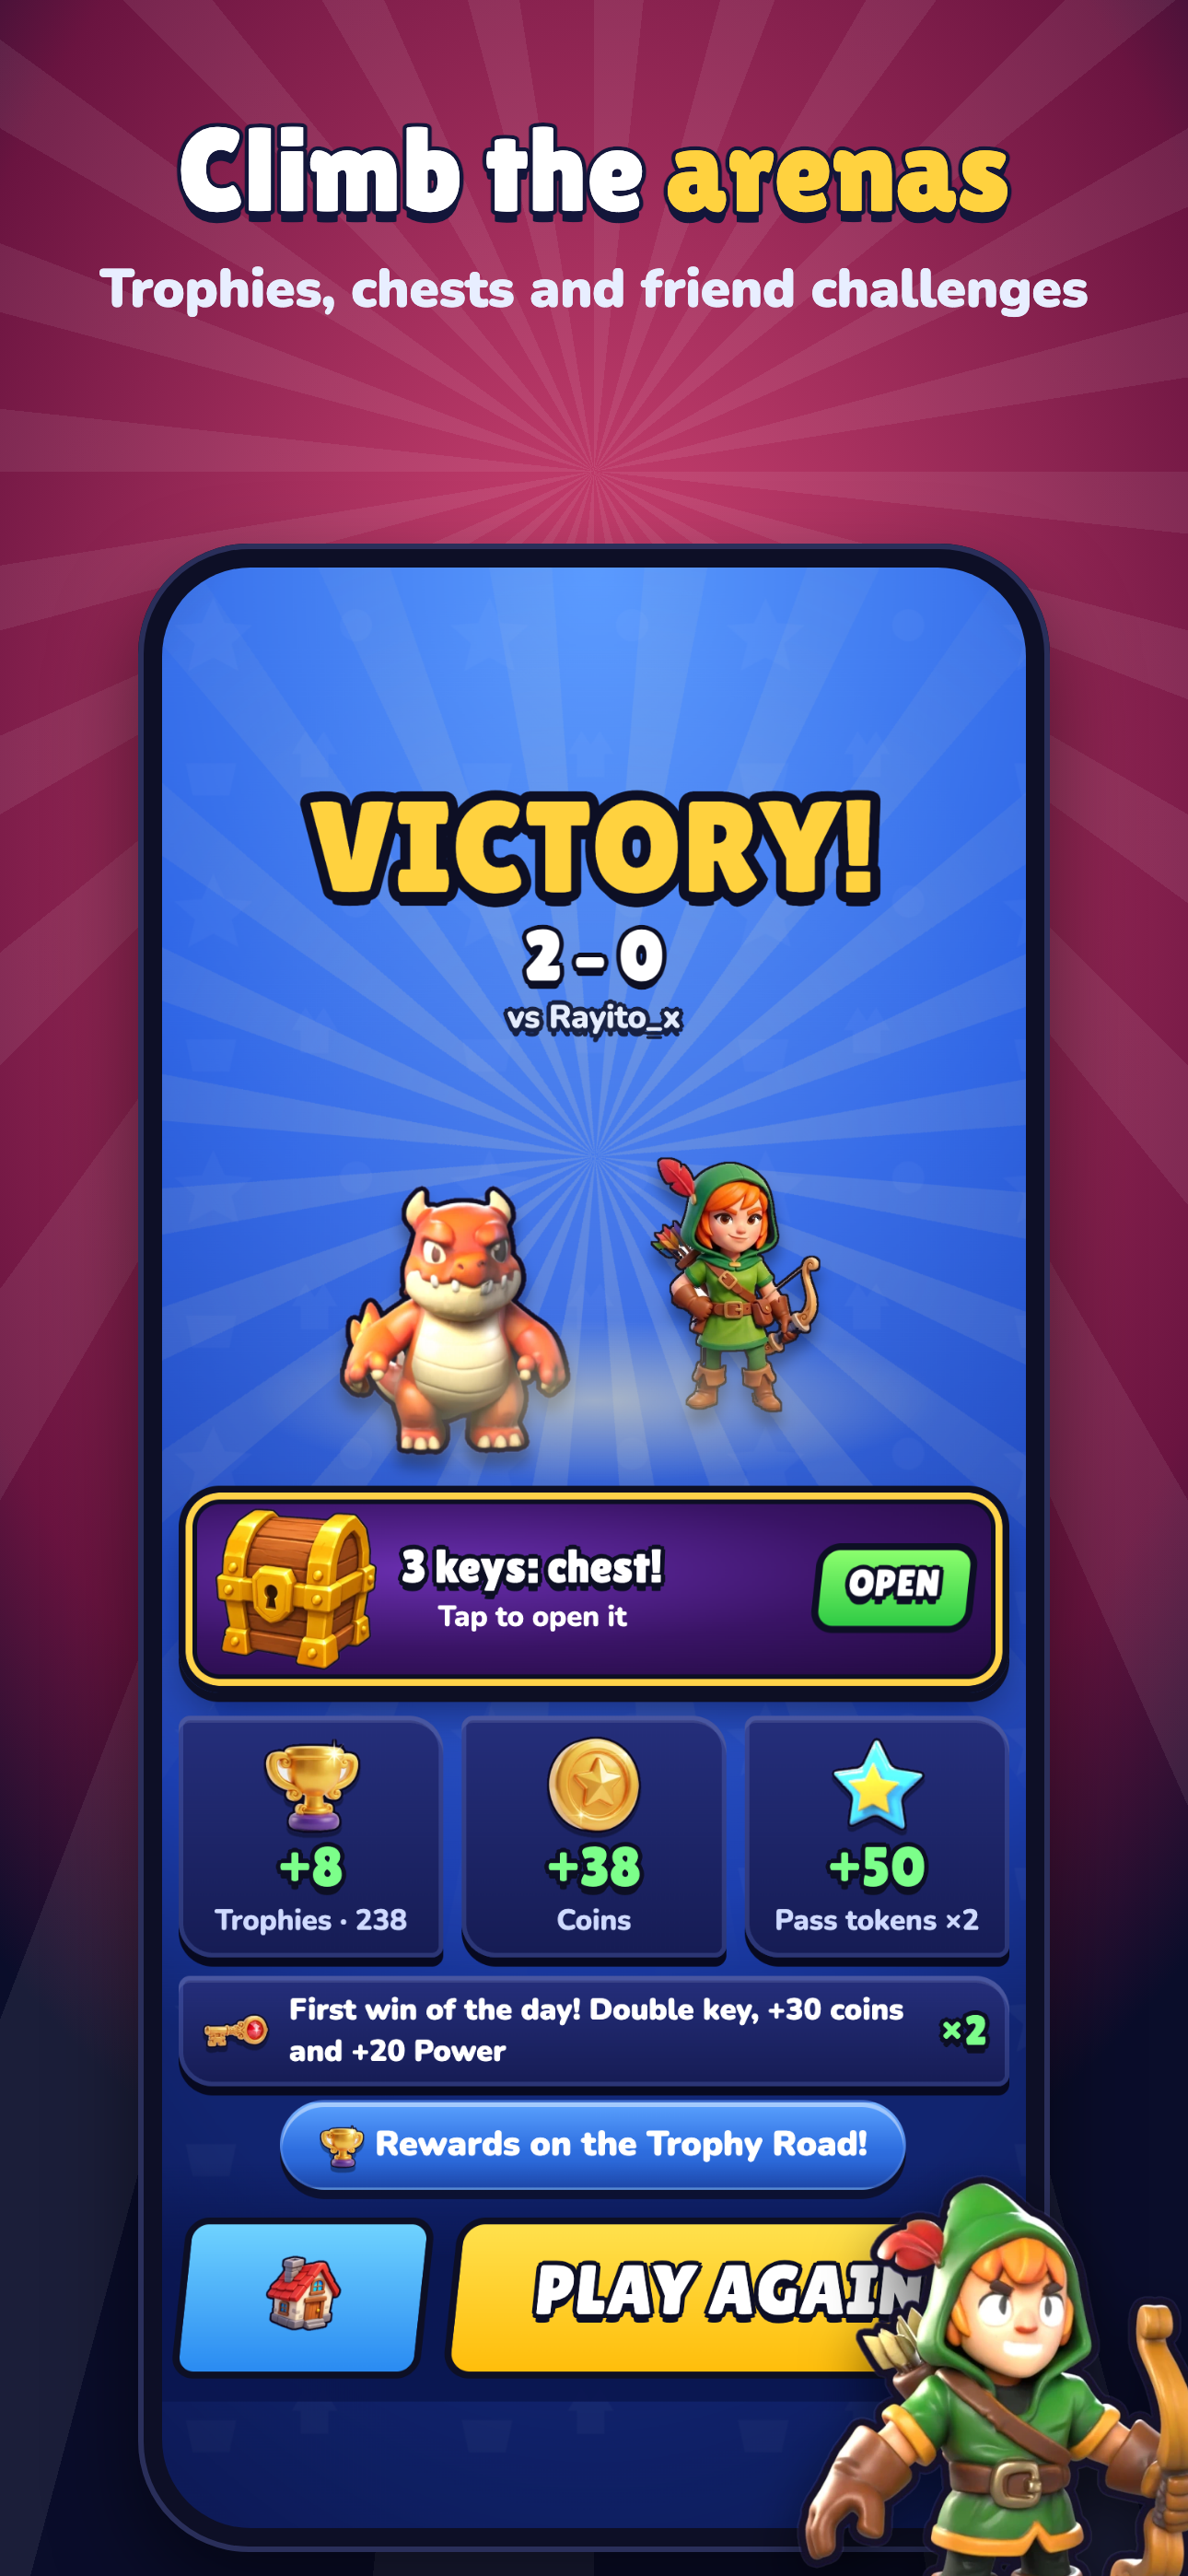 Climb the arenas
Trophies, chests and friend challenges
VICTORY!
2 – 0
vs Rayito_x
3 keys: chest!
Tap to open it
OPEN
+8
Trophies · 238
+38
Coins
+50
Pass tokens ×2
First win of the day! Double key, +30 coins
and +20 Power
×2
Rewards on the Trophy Road!
PLAY AGAIN